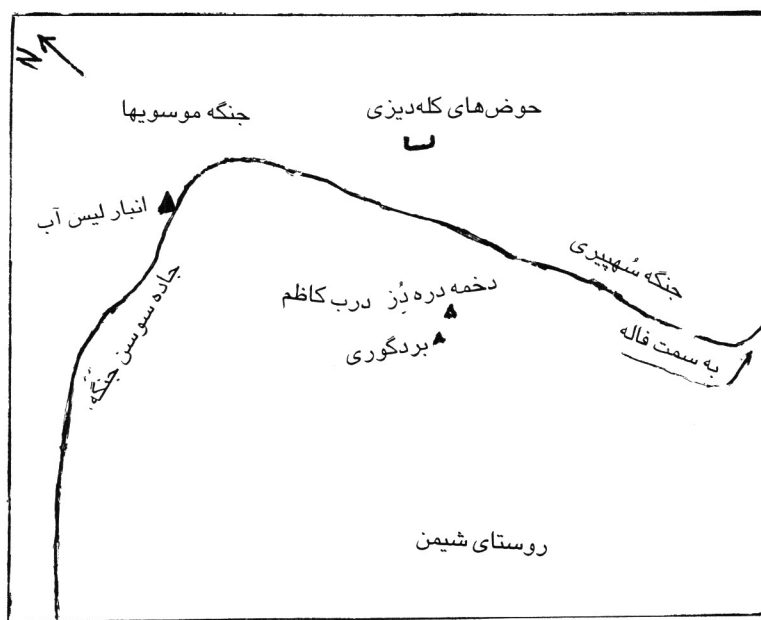 N
حوض‌های کله‌دیزی
جنگه موسویها
انبار لیس آب
جنگه سُهپیری
جاده سوسن جنگه
دخمه دره دُز درب کاظم
بردگوری
به سمت فاله
روستای شیمن